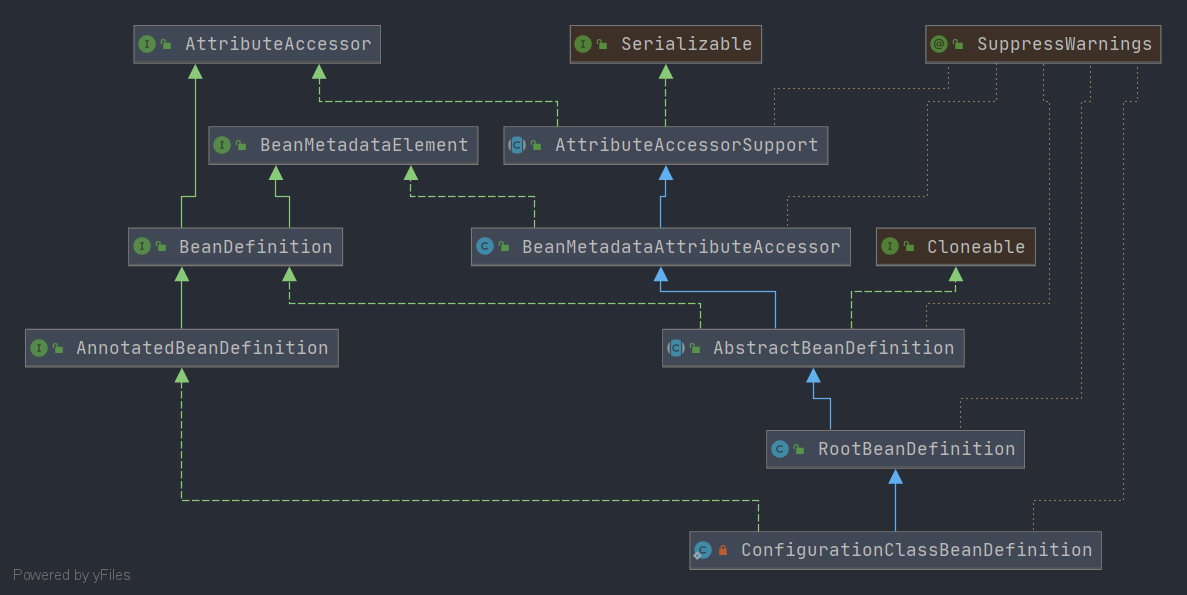 AttributeAccessor
Serializable
SuppressWarnings
BeanMetadataElement
AttributeAccessorSupport
BeanDefinition
BeanMetadataAttributeAccessor
Cloneable
AnnotatedBeanDefinition
AbstractBeanDefinition
RootBeanDefinition
ConfigurationClassBeanDefinition
Powered by yFiles